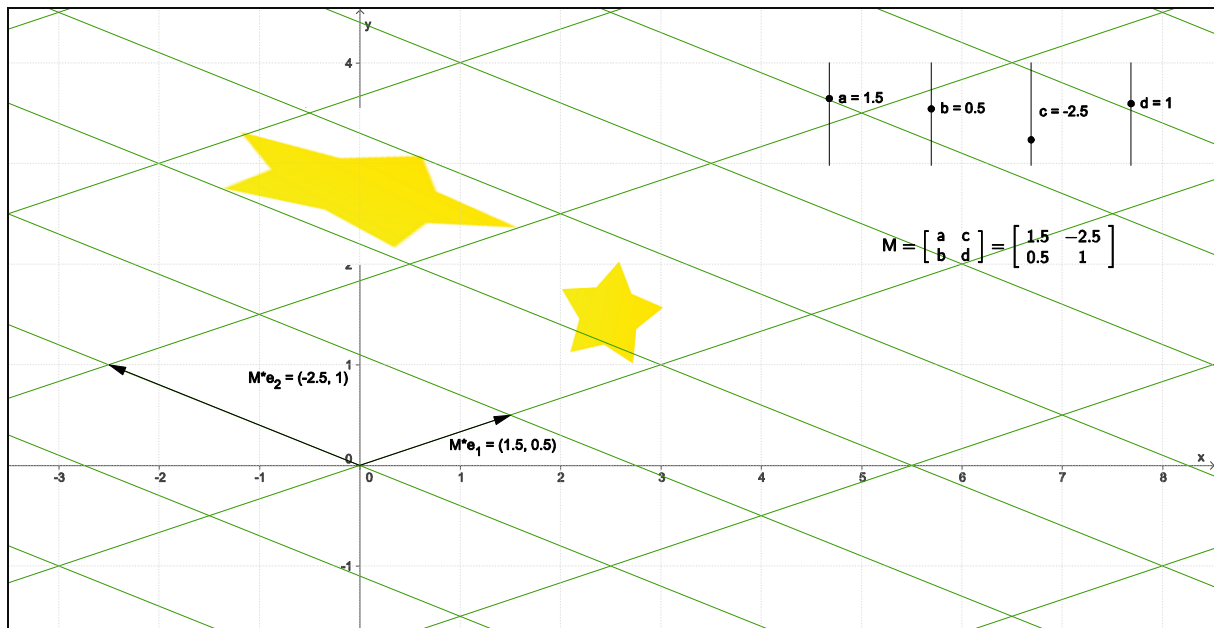 y
4
a = 1.5
b = 0.5
c = -2.5
d = 1
M = [ a c b d ] = [ 1.5 −2.5 0.5 1 ]
2
1
M*e2 = (-2.5, 1)
M*e1 = (1.5, 0.5)
0
x
-3 -2 -1 0 1 2 3 4 5 6 7 8
-1